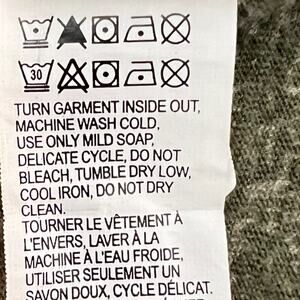 30
TURN GARMENT INSIDE OUT,
MACHINE WASH COLD,
USE ONLY MILD SOAP,
DELICATE CYCLE, DO NOT
BLEACH, TUMBLE DRY LOW,
COOL IRON, DO NOT DRY
CLEAN.
TOURNER LE VÊTEMENT À
L'ENVERS, LAVER À LA
MACHINE À L'EAU FROIDE,
UTILISER SEULEMENT UN
SAVON DOUX, CYCLE DÉLICAT.